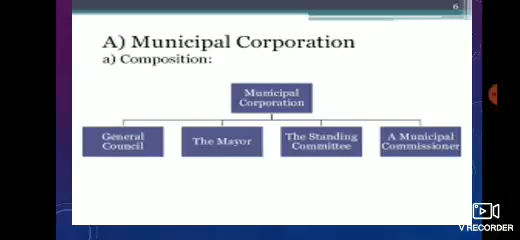 6
A) Municipal Corporation
a) Composition:
Municipal
Corporation
General
Council
The Mayor
The Standing
Committee
A Municipal
Commissioner
V RECORDER